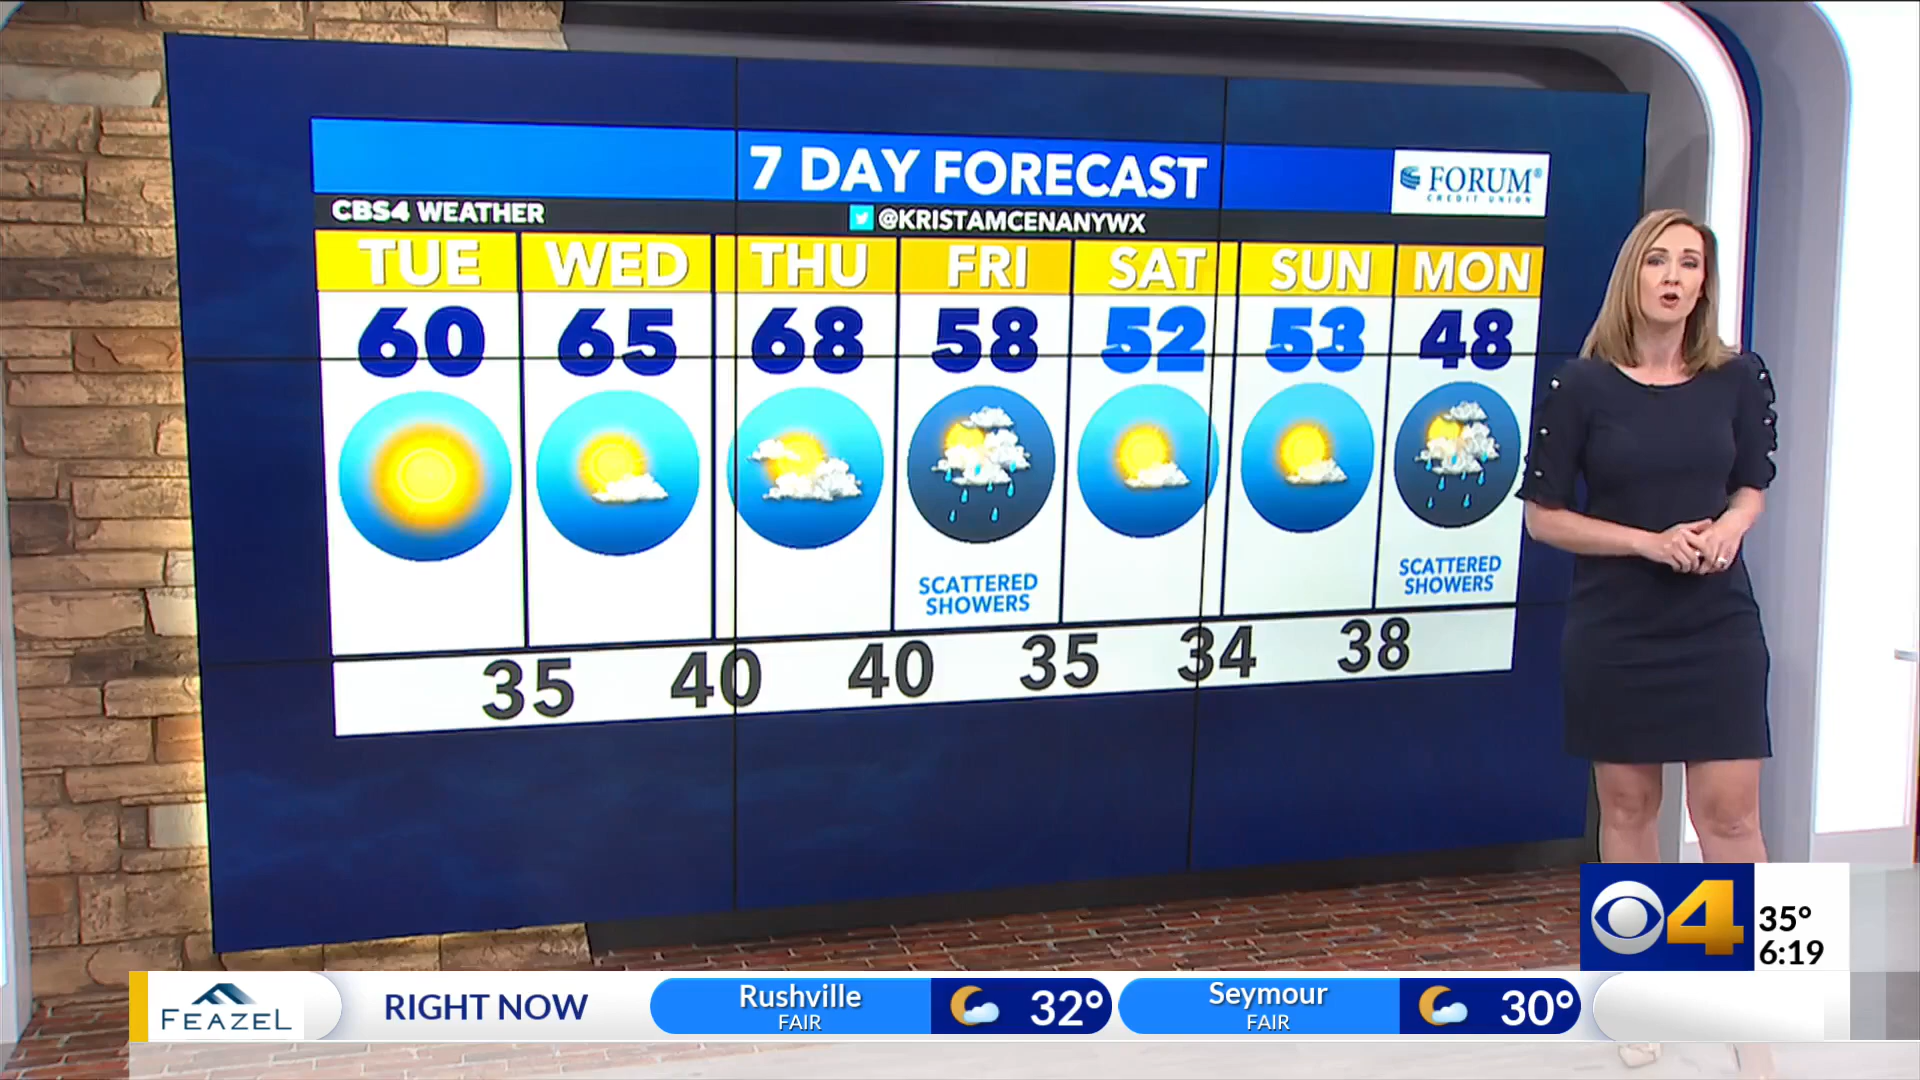 7 DAY FORECAST
FORUM®
CREDIT UNION
CBS4 WEATHER
@KRISTAMCENANYWX
TUE WED THU FRI SAT SUN MON
60 65 68 58 52 53 48
SCATTERED
SHOWERS
SCATTERED
SHOWERS
35 40 40 35 34 38
4
35°
6:19
FEAZEL
RIGHT NOW
Rushville
FAIR
32°
Seymour
FAIR
30°